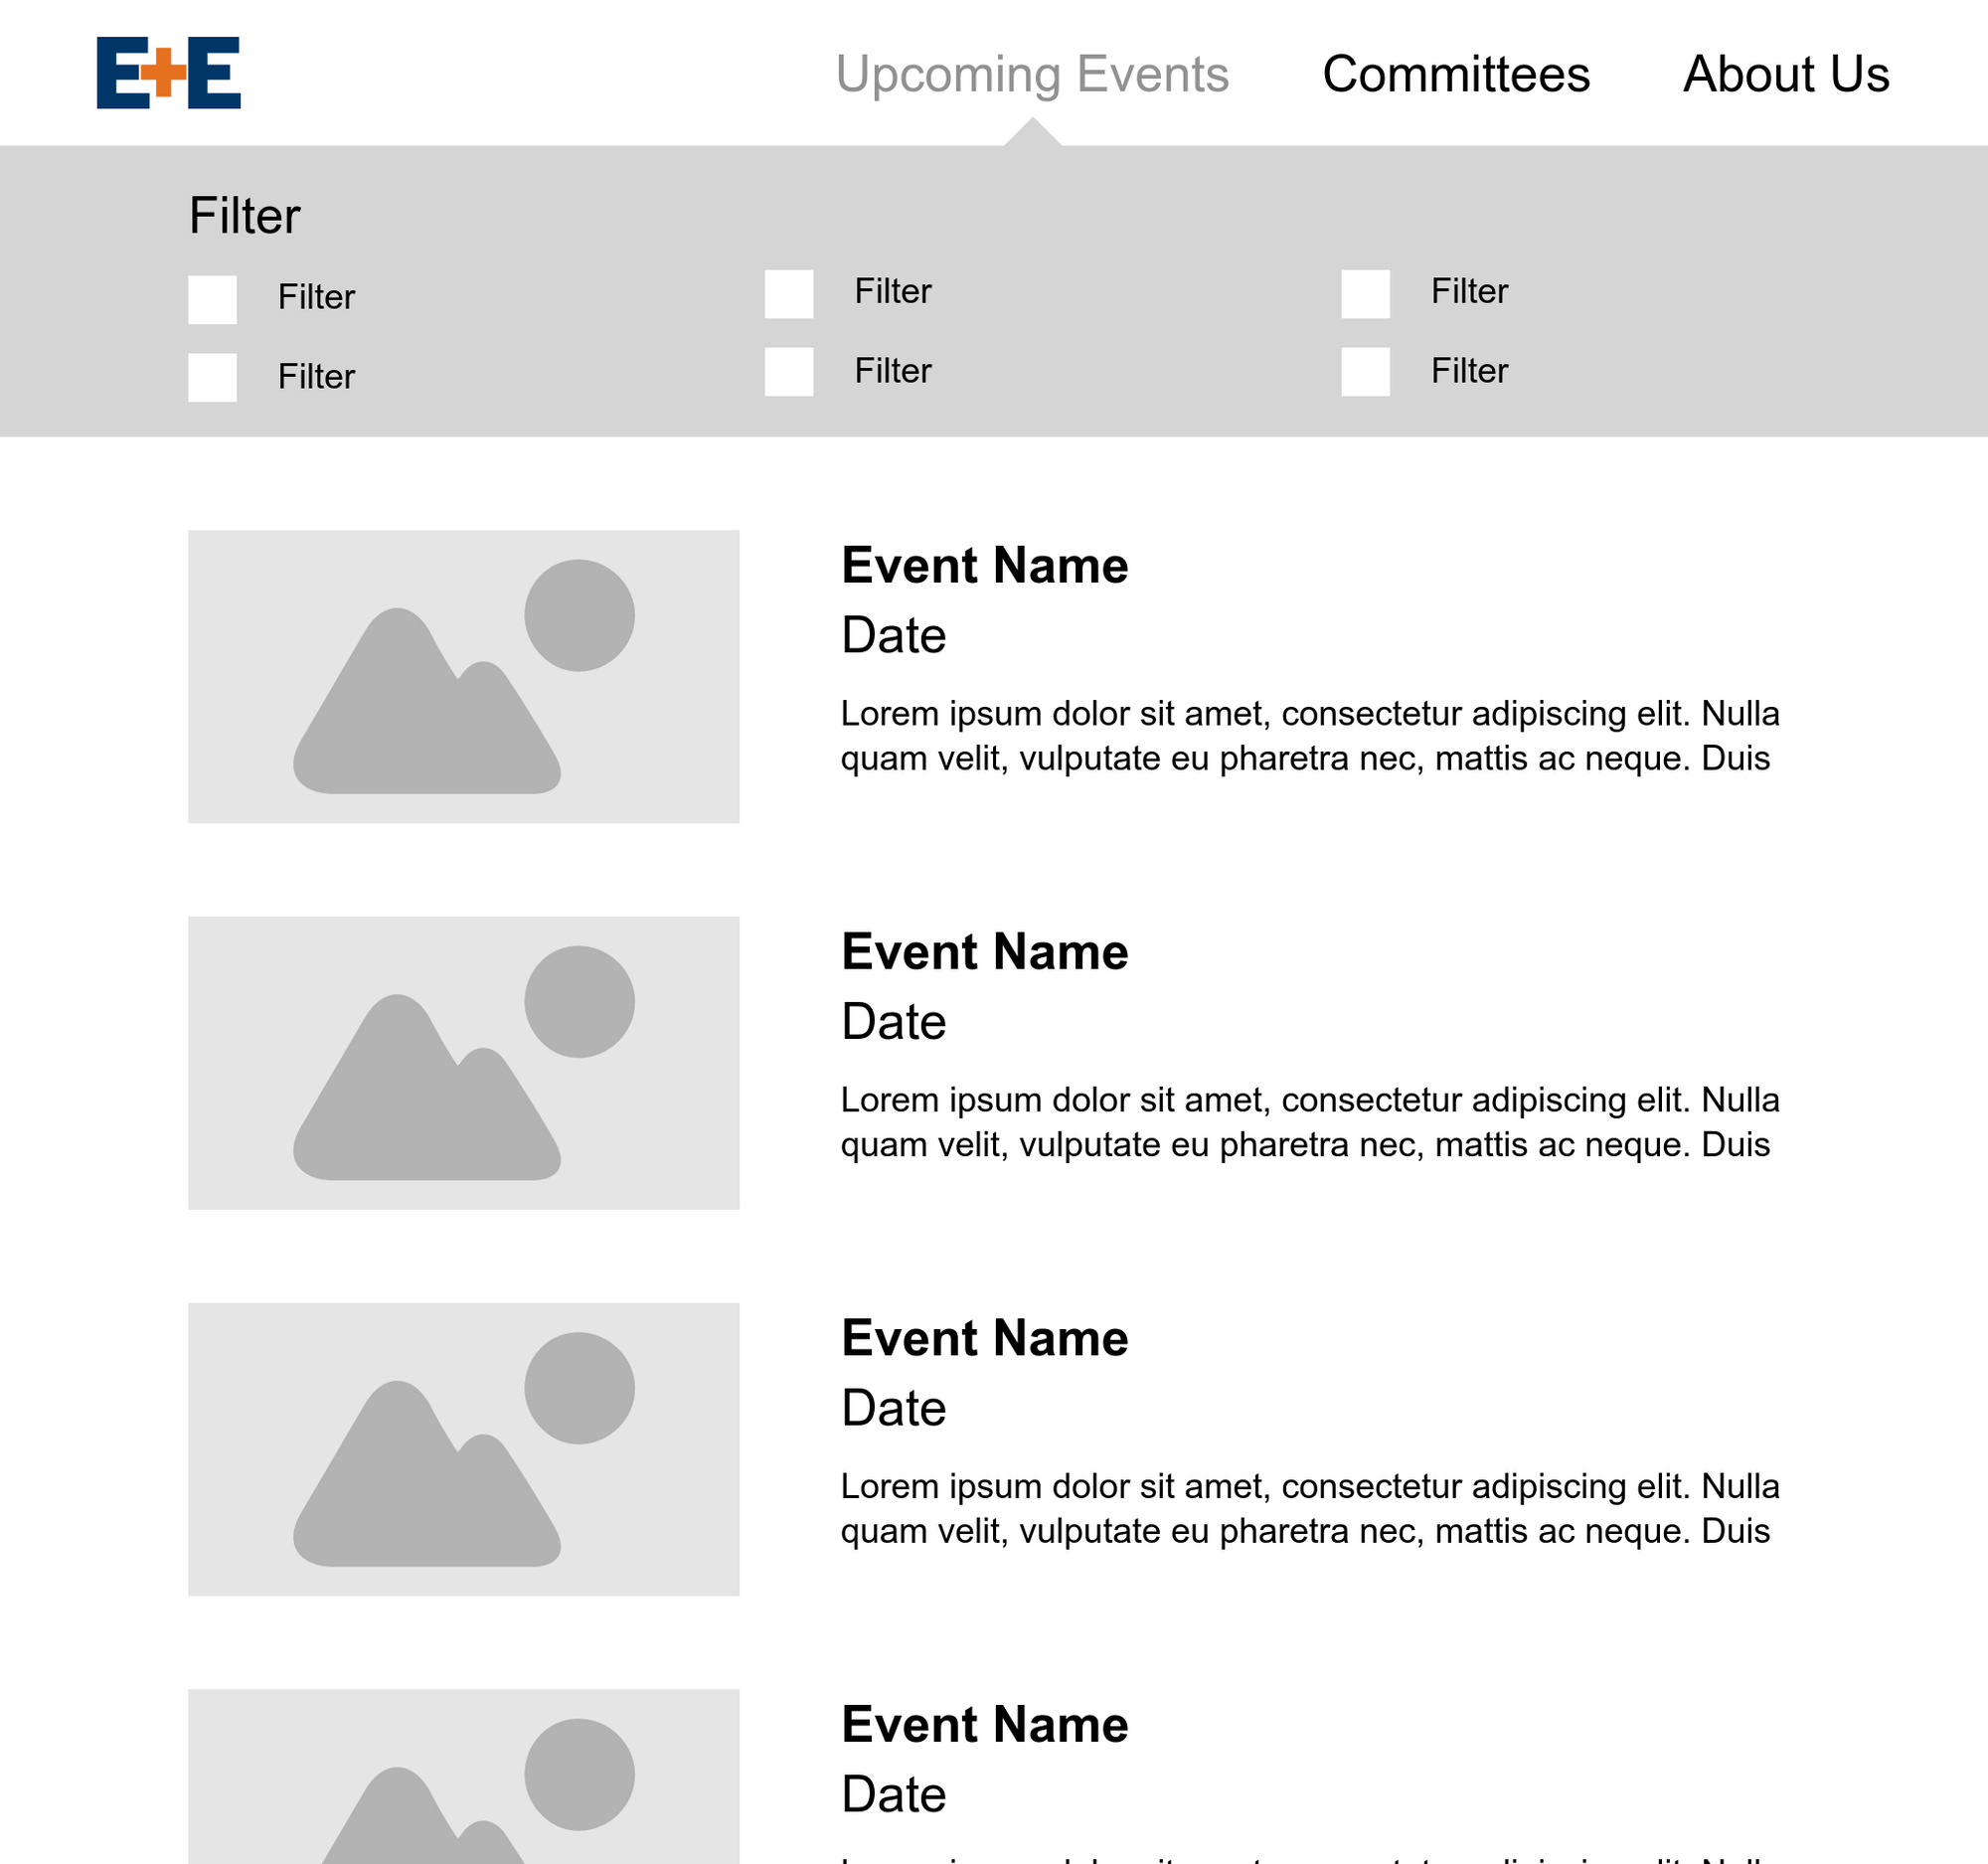 E+E
Upcoming Events Committees About Us
Filter
Filter Filter Filter
Filter Filter Filter
Event Name
Date
Lorem ipsum dolor sit amet, consectetur adipiscing elit. Nulla
quam velit, vulputate eu pharetra nec, mattis ac neque. Duis
Event Name
Date
Lorem ipsum dolor sit amet, consectetur adipiscing elit. Nulla
quam velit, vulputate eu pharetra nec, mattis ac neque. Duis
Event Name
Date
Lorem ipsum dolor sit amet, consectetur adipiscing elit. Nulla
quam velit, vulputate eu pharetra nec, mattis ac neque. Duis
Event Name
Date